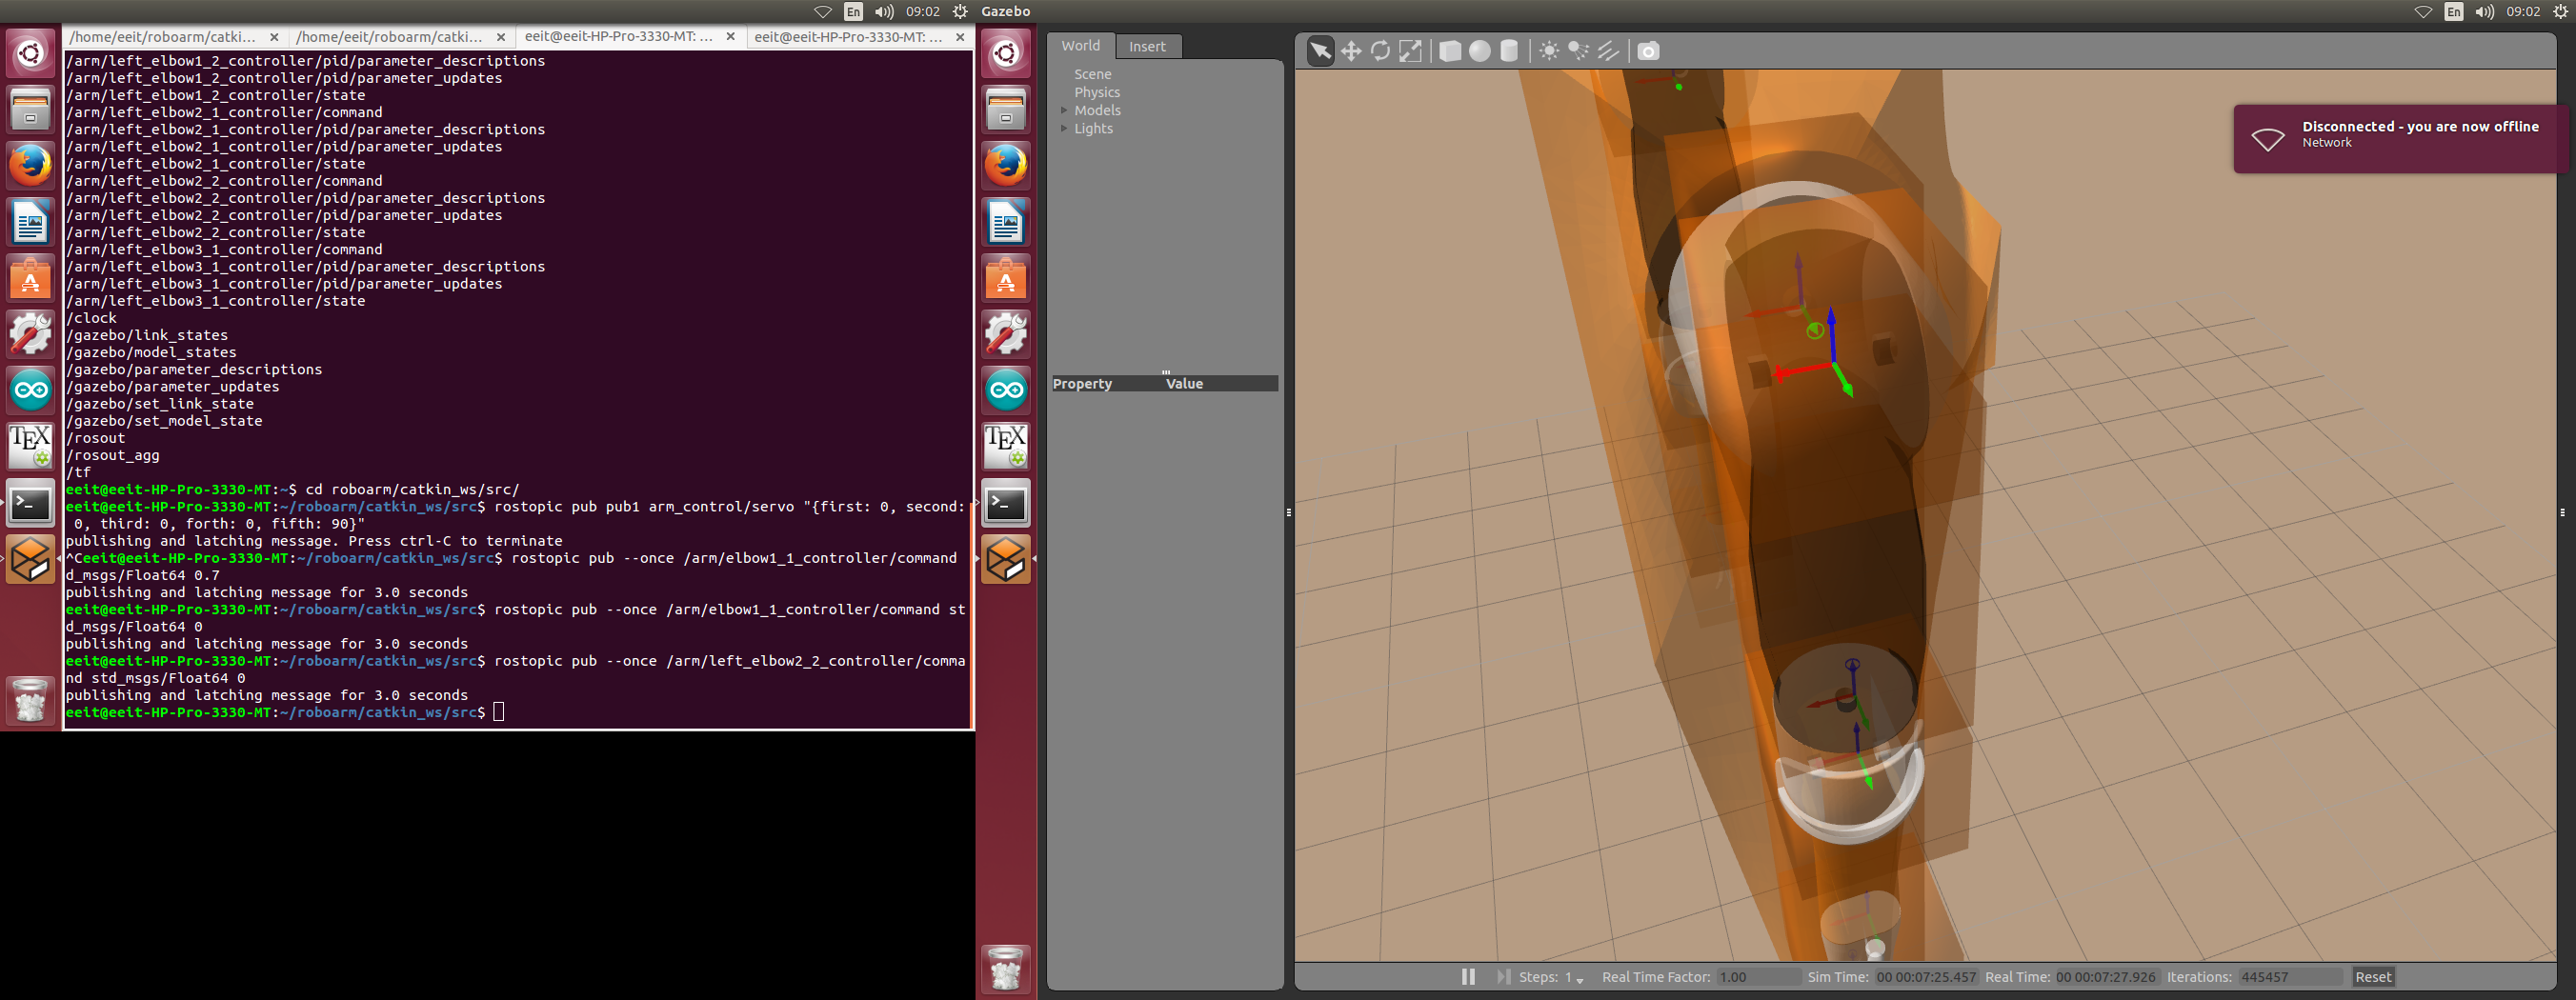 En 09:02 Gazebo
/home/eeit/roboarm/catki... × /home/eeit/roboarm/catki... × eeit@eeit-HP-Pro-3330-MT: ... × eeit@eeit-HP-Pro-3330-MT: ... ×
/arm/left_elbow1_2_controller/pid/parameter_descriptions
/arm/left_elbow1_2_controller/pid/parameter_updates
/arm/left_elbow1_2_controller/state
/arm/left_elbow2_1_controller/command
/arm/left_elbow2_1_controller/pid/parameter_descriptions
/arm/left_elbow2_1_controller/pid/parameter_updates
/arm/left_elbow2_1_controller/state
/arm/left_elbow2_2_controller/command
/arm/left_elbow2_2_controller/pid/parameter_descriptions
/arm/left_elbow2_2_controller/pid/parameter_updates
/arm/left_elbow2_2_controller/state
/arm/left_elbow3_1_controller/command
/arm/left_elbow3_1_controller/pid/parameter_descriptions
/arm/left_elbow3_1_controller/pid/parameter_updates
/arm/left_elbow3_1_controller/state
/clock
/gazebo/link_states
/gazebo/model_states
/gazebo/parameter_descriptions
/gazebo/parameter_updates
/gazebo/set_link_state
/gazebo/set_model_state
/rosout
/rosout_agg
/tf
eeit@eeit-HP-Pro-3330-MT:~$ cd roboarm/catkin_ws/src/
eeit@eeit-HP-Pro-3330-MT:~/roboarm/catkin_ws/src$ rostopic pub pub1 arm_control/servo "{first: 0, second:
0, third: 0, forth: 0, fifth: 90}"
publishing and latching message. Press ctrl-C to terminate
^Ceeit@eeit-HP-Pro-3330-MT:~/roboarm/catkin_ws/src$ rostopic pub --once /arm/elbow1_1_controller/command
d_msgs/Float64 0.7
publishing and latching message for 3.0 seconds
eeit@eeit-HP-Pro-3330-MT:~/roboarm/catkin_ws/src$ rostopic pub --once /arm/elbow1_1_controller/command st
d_msgs/Float64 0
publishing and latching message for 3.0 seconds
eeit@eeit-HP-Pro-3330-MT:~/roboarm/catkin_ws/src$ rostopic pub --once /arm/left_elbow2_2_controller/comma
nd std_msgs/Float64 0
publishing and latching message for 3.0 seconds
eeit@eeit-HP-Pro-3330-MT:~/roboarm/catkin_ws/src$
TEX
TEX
World Insert
Scene
Physics
Models
Lights
Property Value
En 09:02
Disconnected - you are now offline
Network
Steps: 1 Real Time Factor: 1.00 Sim Time: 00 00:07:25.457 Real Time: 00 00:07:27.926 Iterations: 445457 Reset